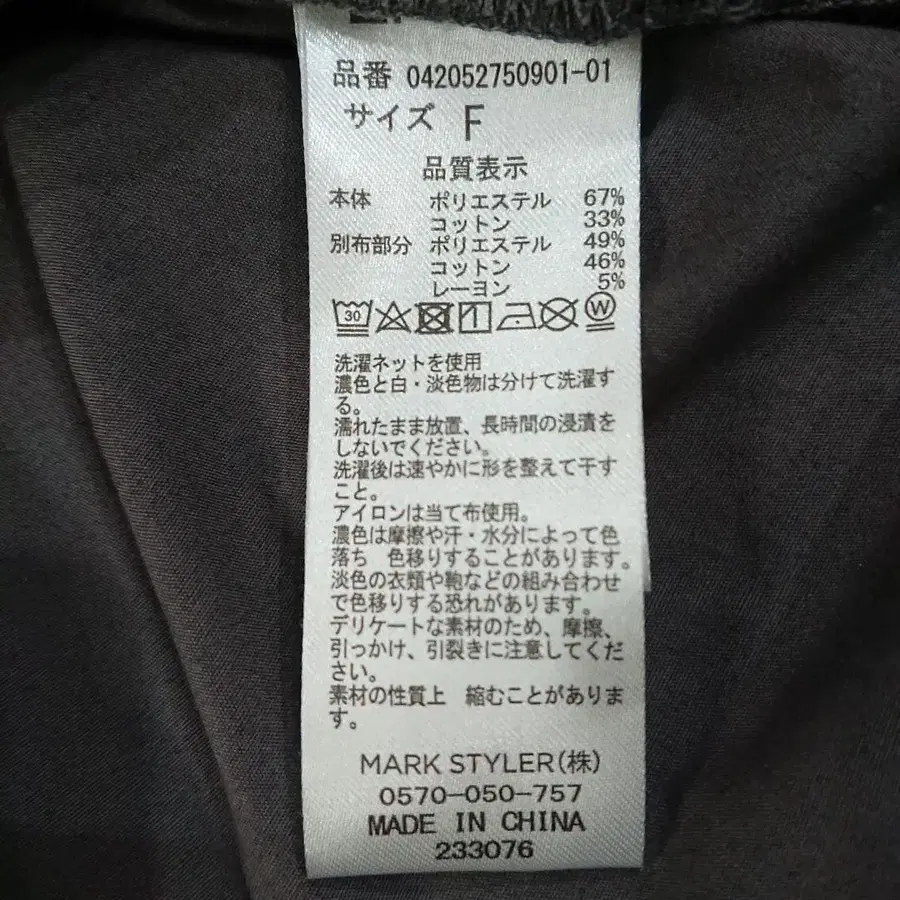 品番 042052750901-01
サイズ F
品質表示
本体 ポリエステル 67%
コットン 33%
別布部分 ポリエステル 49%
コットン 46%
レーヨン 5%
30 W
洗濯ネットを使用
濃色と白・淡色物は分けて洗濯す
る。
濡れたまま放置、長時間の浸漬を
しないでください。
洗濯後は速やかに形を整えて干す
こと。
アイロンは当て布使用。
濃色は摩擦や汗・水分によって色
落ち 色移りすることがあります。
淡色の衣類や鞄などの組み合わせ
で色移りする恐れがあります。
デリケートな素材のため、摩擦、
引っかけ、引裂きに注意してくだ
さい。
素材の性質上 縮むことがありま
す。
MARK STYLER(株)
0570-050-757
MADE IN CHINA
233076